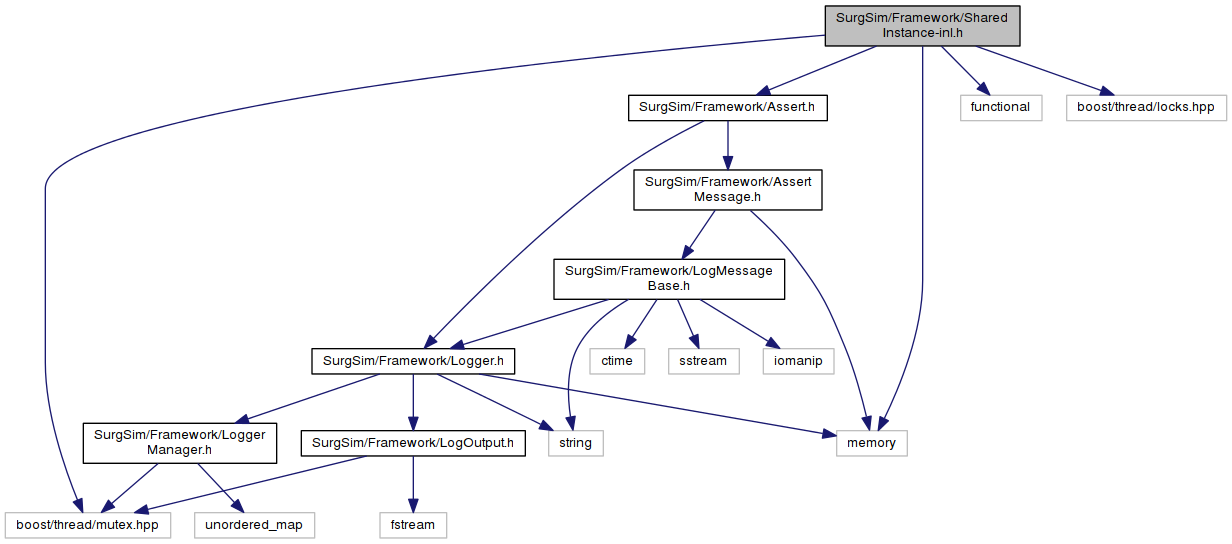 SurgSim/Framework/Shared
Instance-inl.h
SurgSim/Framework/Assert.h
functional
boost/thread/locks.hpp
SurgSim/Framework/Assert
Message.h
SurgSim/Framework/LogMessage
Base.h
SurgSim/Framework/Logger.h
ctime
sstream
iomanip
SurgSim/Framework/Logger
Manager.h
SurgSim/Framework/LogOutput.h
string
memory
boost/thread/mutex.hpp
unordered_map
fstream